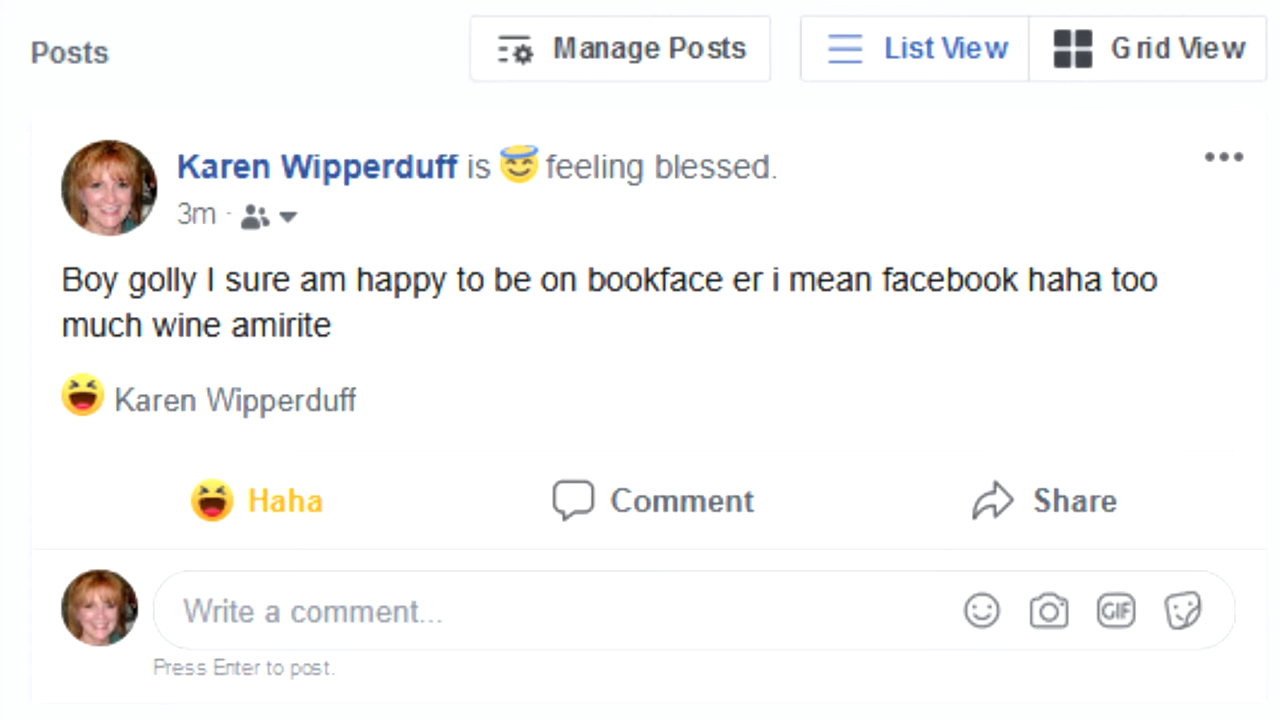 Posts
Manage Posts
List View
Grid View
Karen Wipperduff is feeling blessed.
3m ·
Boy golly I sure am happy to be on bookface er i mean facebook haha too
much wine amirite
Karen Wipperduff
Haha
Comment
Share
Write a comment...
GIF
Press Enter to post.